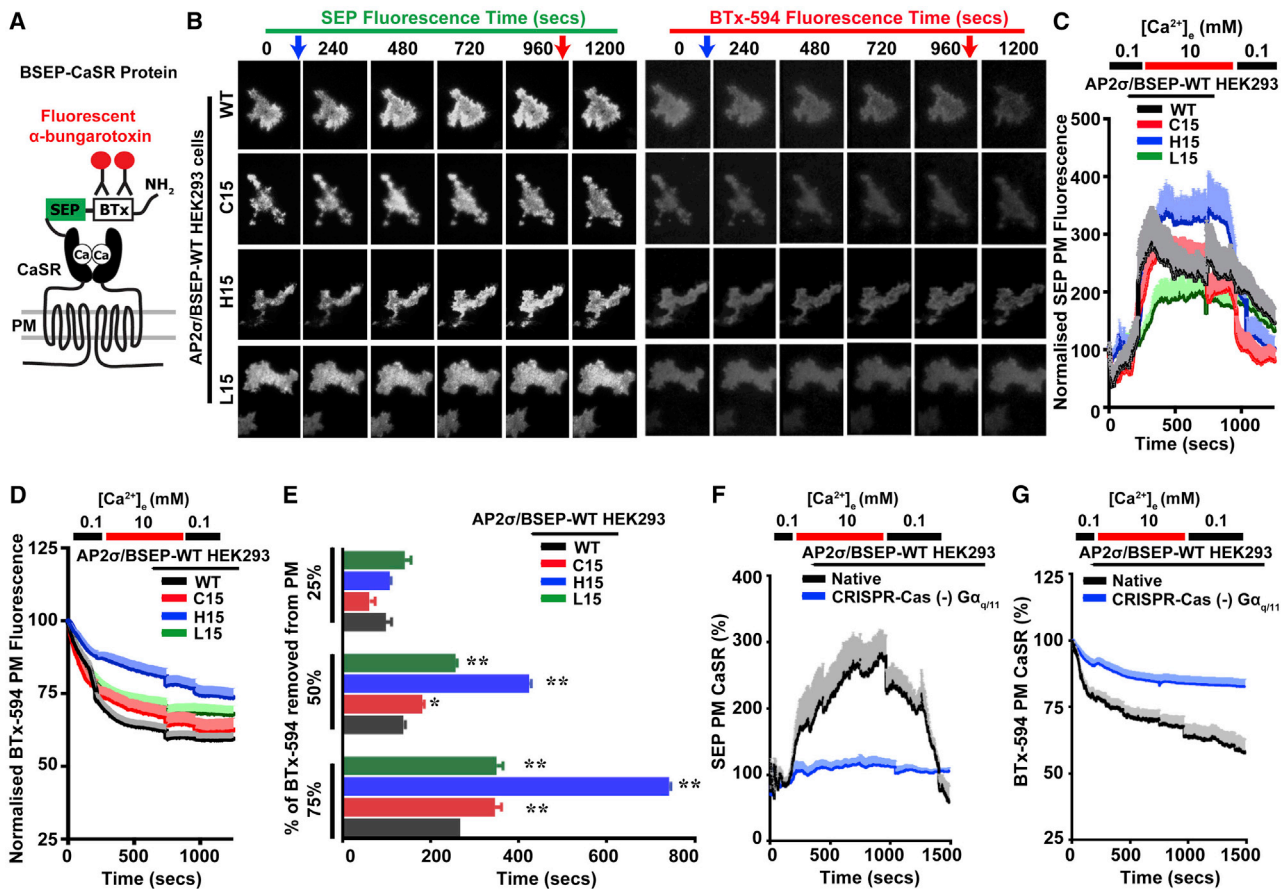 A
BSEP-CaSR Protein
Fluorescent
α-bungarotoxin
NH2
SEP
BTx
CaSR
Ca
Ca
PM
B
SEP Fluorescence Time (secs)
0 240 480 720 960 1200
BTx-594 Fluorescence Time (secs)
0 240 480 720 960 1200
AP2σ/BSEP-WT HEK293 cells
WT
C15
H15
L15
C
[Ca2+]e (mM)
0.1 10 0.1
AP2σ/BSEP-WT HEK293
WT
C15
H15
L15
Normalised SEP PM Fluorescence
500
400
300
200
100
0
0 500 1000
Time (secs)
D
[Ca2+]e (mM)
0.1 10 0.1
AP2σ/BSEP-WT HEK293
WT
C15
H15
L15
Normalised BTx-594 PM Fluorescence
125
100
75
50
25
0 500 1000
Time (secs)
E
AP2σ/BSEP-WT HEK293
WT
C15
H15
L15
% of BTx-594 removed from PM
25%
50%
**
**
*
75%
**
**
**
0 200 400 600 800
Time (secs)
F
[Ca2+]e (mM)
0.1 10 0.1
AP2σ/BSEP-WT HEK293
Native
CRISPR-Cas (-) Gαq/11
SEP PM CaSR (%)
400
300
200
100
0
0 500 1000 1500
Time (secs)
G
[Ca2+]e (mM)
0.1 10 0.1
AP2σ/BSEP-WT HEK293
Native
CRISPR-Cas (-) Gαq/11
BTx-594 PM CaSR (%)
125
100
75
50
25
0 500 1000 1500
Time (secs)